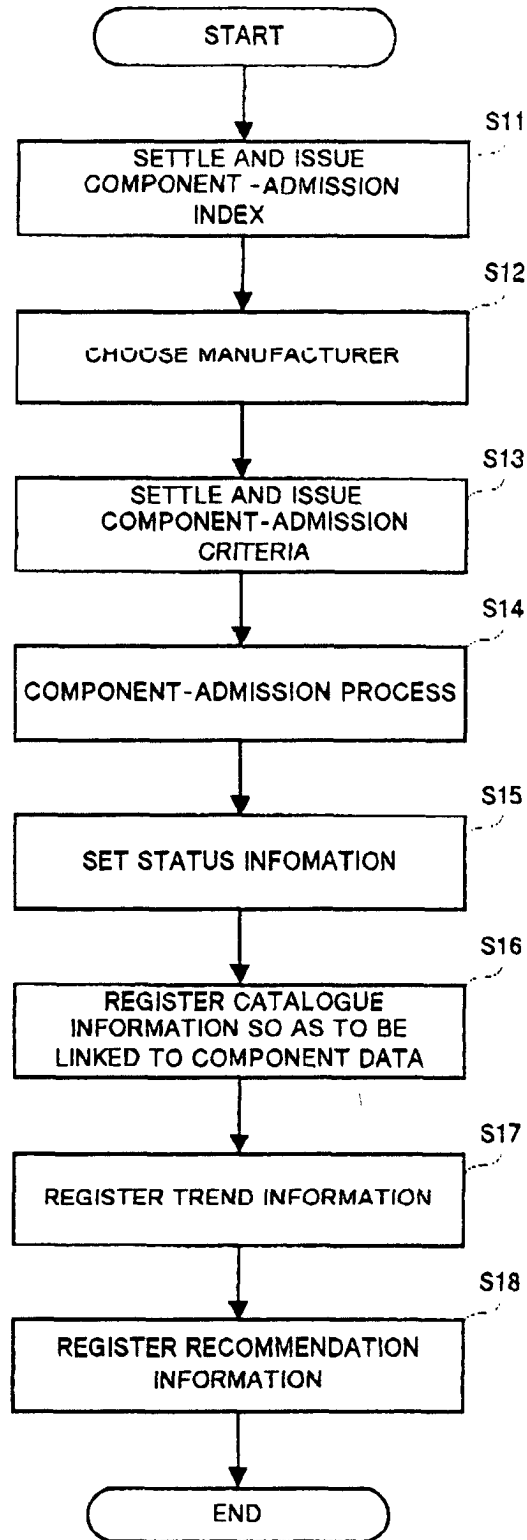 START
S11
SETTLE AND ISSUE
COMPONENT -ADMISSION
INDEX
S12
CHOOSE MANUFACTURER
S13
SETTLE AND ISSUE
COMPONENT-ADMISSION
CRITERIA
S14
COMPONENT-ADMISSION PROCESS
S15
SET STATUS INFOMATION
S16
REGISTER CATALOGUE
INFORMATION SO AS TO BE
LINKED TO COMPONENT DATA
S17
REGISTER TREND INFORMATION
S18
REGISTER RECOMMENDATION
INFORMATION
END